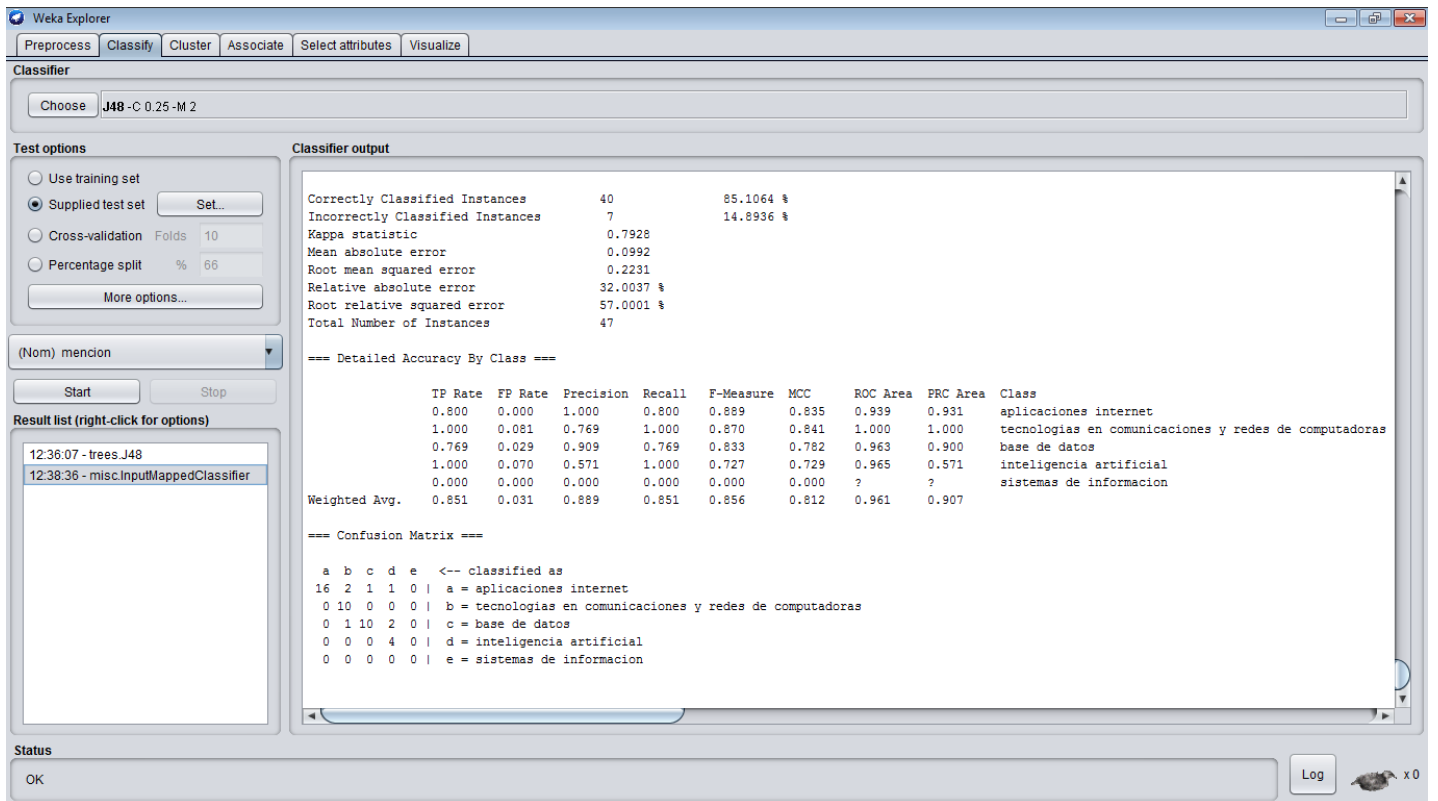 Weka Explorer
Preprocess Classify Cluster Associate Select attributes Visualize
Classifier
Choose J48 -C 0.25 -M 2
Test options
Use training set
Supplied test set Set...
Cross-validation Folds 10
Percentage split % 66
More options...
(Nom) mencion
Start Stop
Result list (right-click for options)
12:36:07 - trees.J48
12:38:36 - misc.InputMappedClassifier
Classifier output
Correctly Classified Instances 40 85.1064 %
Incorrectly Classified Instances 7 14.8936 %
Kappa statistic 0.7928
Mean absolute error 0.0992
Root mean squared error 0.2231
Relative absolute error 32.0037 %
Root relative squared error 57.0001 %
Total Number of Instances 47
=== Detailed Accuracy By Class ===
TP Rate FP Rate Precision Recall F-Measure MCC ROC Area PRC Area Class
0.800 0.000 1.000 0.800 0.889 0.835 0.939 0.931 aplicaciones internet
1.000 0.081 0.769 1.000 0.870 0.841 1.000 1.000 tecnologias en comunicaciones y redes de computadoras
0.769 0.029 0.909 0.769 0.833 0.782 0.963 0.900 base de datos
1.000 0.070 0.571 1.000 0.727 0.729 0.965 0.571 inteligencia artificial
0.000 0.000 0.000 0.000 0.000 0.000 ? ? sistemas de informacion
Weighted Avg. 0.851 0.031 0.889 0.851 0.856 0.812 0.961 0.907
=== Confusion Matrix ===
a b c d e <-- classified as
16 2 1 1 0 | a = aplicaciones internet
0 10 0 0 0 | b = tecnologias en comunicaciones y redes de computadoras
0 1 10 2 0 | c = base de datos
0 0 0 4 0 | d = inteligencia artificial
0 0 0 0 0 | e = sistemas de informacion
Status
OK
Log x 0